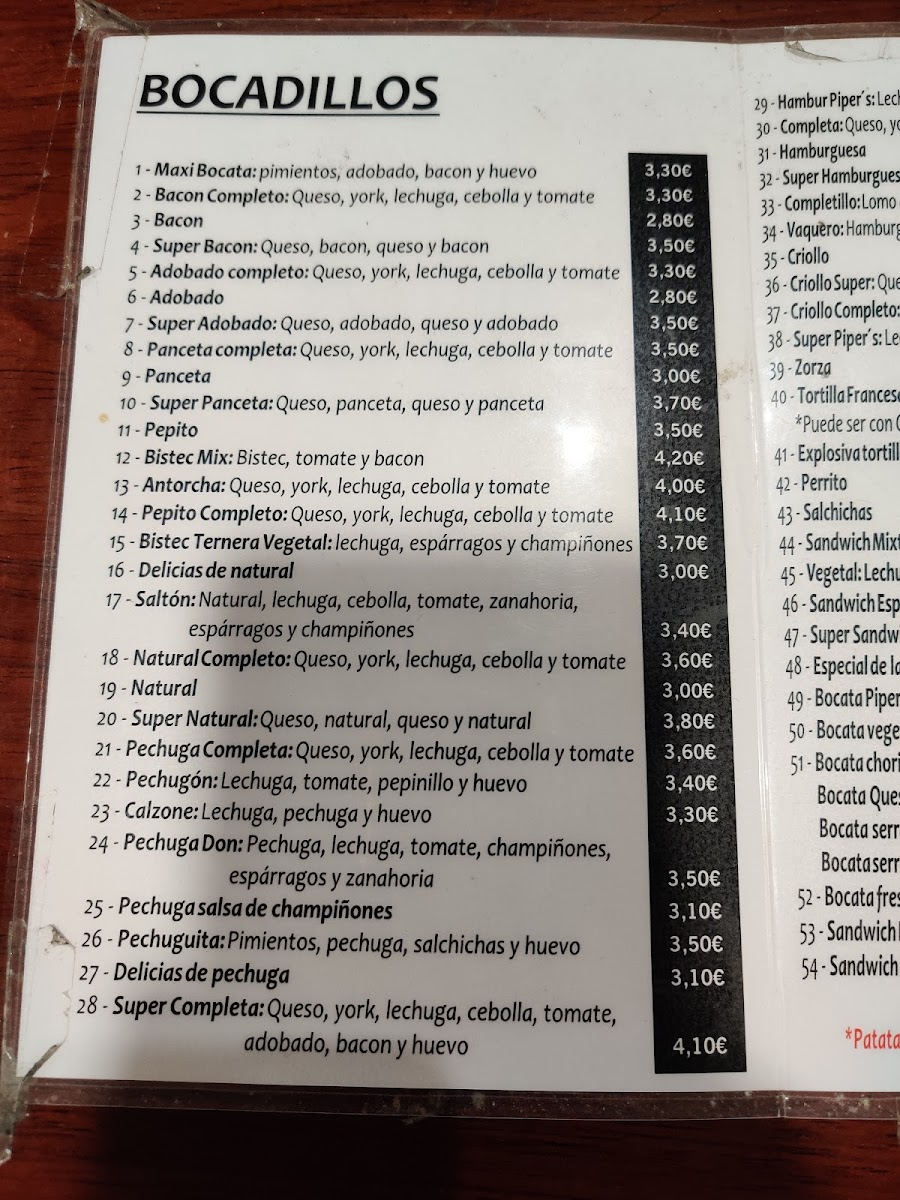 BOCADILLOS
1 - Maxi Bocata: pimientos, adobado, bacon y huevo 3,30€
2 - Bacon Completo: Queso, york, lechuga, cebolla y tomate 3,30€
3 - Bacon 2,80€
4 - Super Bacon: Queso, bacon, queso y bacon 3,50€
5 - Adobado completo: Queso, york, lechuga, cebolla y tomate 3,30€
6 - Adobado 2,80€
7 - Super Adobado: Queso, adobado, queso y adobado 3,50€
8 - Panceta completa: Queso, york, lechuga, cebolla y tomate 3,50€
9 - Panceta 3,00€
10 - Super Panceta: Queso, panceta, queso y panceta 3,70€
11 - Pepito 3,50€
12 - Bistec Mix: Bistec, tomate y bacon 4,20€
13 - Antorcha: Queso, york, lechuga, cebolla y tomate 4,00€
14 - Pepito Completo: Queso, york, lechuga, cebolla y tomate 4,10€
15 - Bistec Ternera Vegetal: lechuga, espárragos y champiñones 3,70€
16 - Delicias de natural 3,00€
17 - Saltón: Natural, lechuga, cebolla, tomate, zanahoria,
espárragos y champiñones 3,40€
18 - Natural Completo: Queso, york, lechuga, cebolla y tomate 3,60€
19 - Natural 3,00€
20 - Super Natural: Queso, natural, queso y natural 3,80€
21 - Pechuga Completa: Queso, york, lechuga, cebolla y tomate 3,60€
22 - Pechugón: Lechuga, tomate, pepinillo y huevo 3,40€
23 - Calzone: Lechuga, pechuga y huevo 3,30€
24 - Pechuga Don: Pechuga, lechuga, tomate, champiñones,
espárragos y zanahoria 3,50€
25 - Pechuga salsa de champiñones 3,10€
26 - Pechuguita: Pimientos, pechuga, salchichas y huevo 3,50€
27 - Delicias de pechuga 3,10€
28 - Super Completa: Queso, york, lechuga, cebolla, tomate,
adobado, bacon y huevo 4,10€
29 - Hambur Piper´s:
30 - Completa: Queso,
31 - Hamburguesa
32 - Super
33 - Completillo: Lomo
34 - Vaquero:
35 - Criollo
36 - Criollo Super:
37 - Criollo Completo:
38 - Super Piper´s:
39 - Zorza
40 - Tortilla
*Puede ser con
41 - Explosiva
42 - Perrito
43 - Salchichas
44 - Sandwich
45 - Vegetal:
46 - Sandwich
47 - Super
48 - Especial de
49 - Bocata
50 - Bocata
51 - Bocata
Bocata
Bocata
Bocata
52 - Bocata
53 - Sandwich
54 - Sandwich